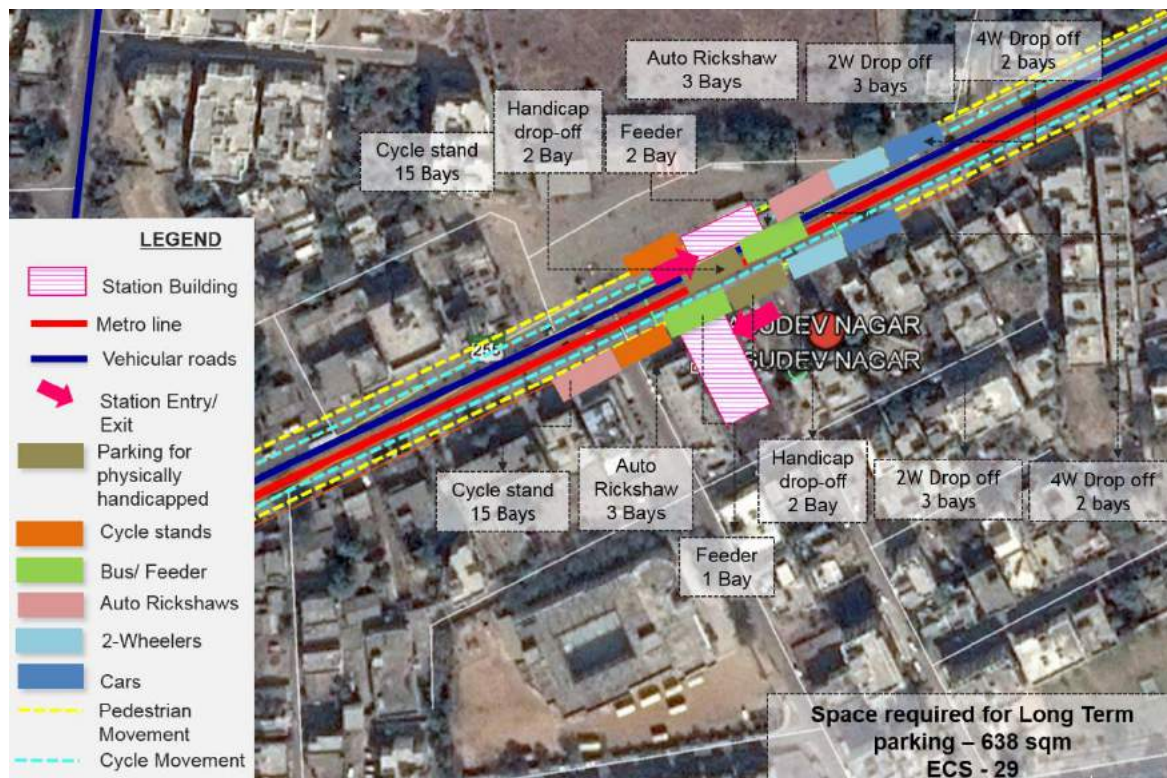 4W Drop off
2 bays
Auto Rickshaw
3 Bays
2W Drop off
3 bays
Handicap
drop-off
2 Bay
Feeder
2 Bay
Cycle stand
15 Bays
LEGEND
Station Building
Metro line
Vehicular roads
Station Entry/
Exit
Parking for
physically
handicapped
Cycle stands
Bus/ Feeder
Auto Rickshaws
2-Wheelers
Cars
Pedestrian
Movement
Cycle Movement
UDEV NAGAR
SUDEV NAGAR
Cycle stand
15 Bays
Auto
Rickshaw
3 Bays
Feeder
1 Bay
Handicap
drop-off
2 Bay
2W Drop off
3 bays
4W Drop off
2 bays
Space required for Long Term
parking – 638 sqm
ECS - 29